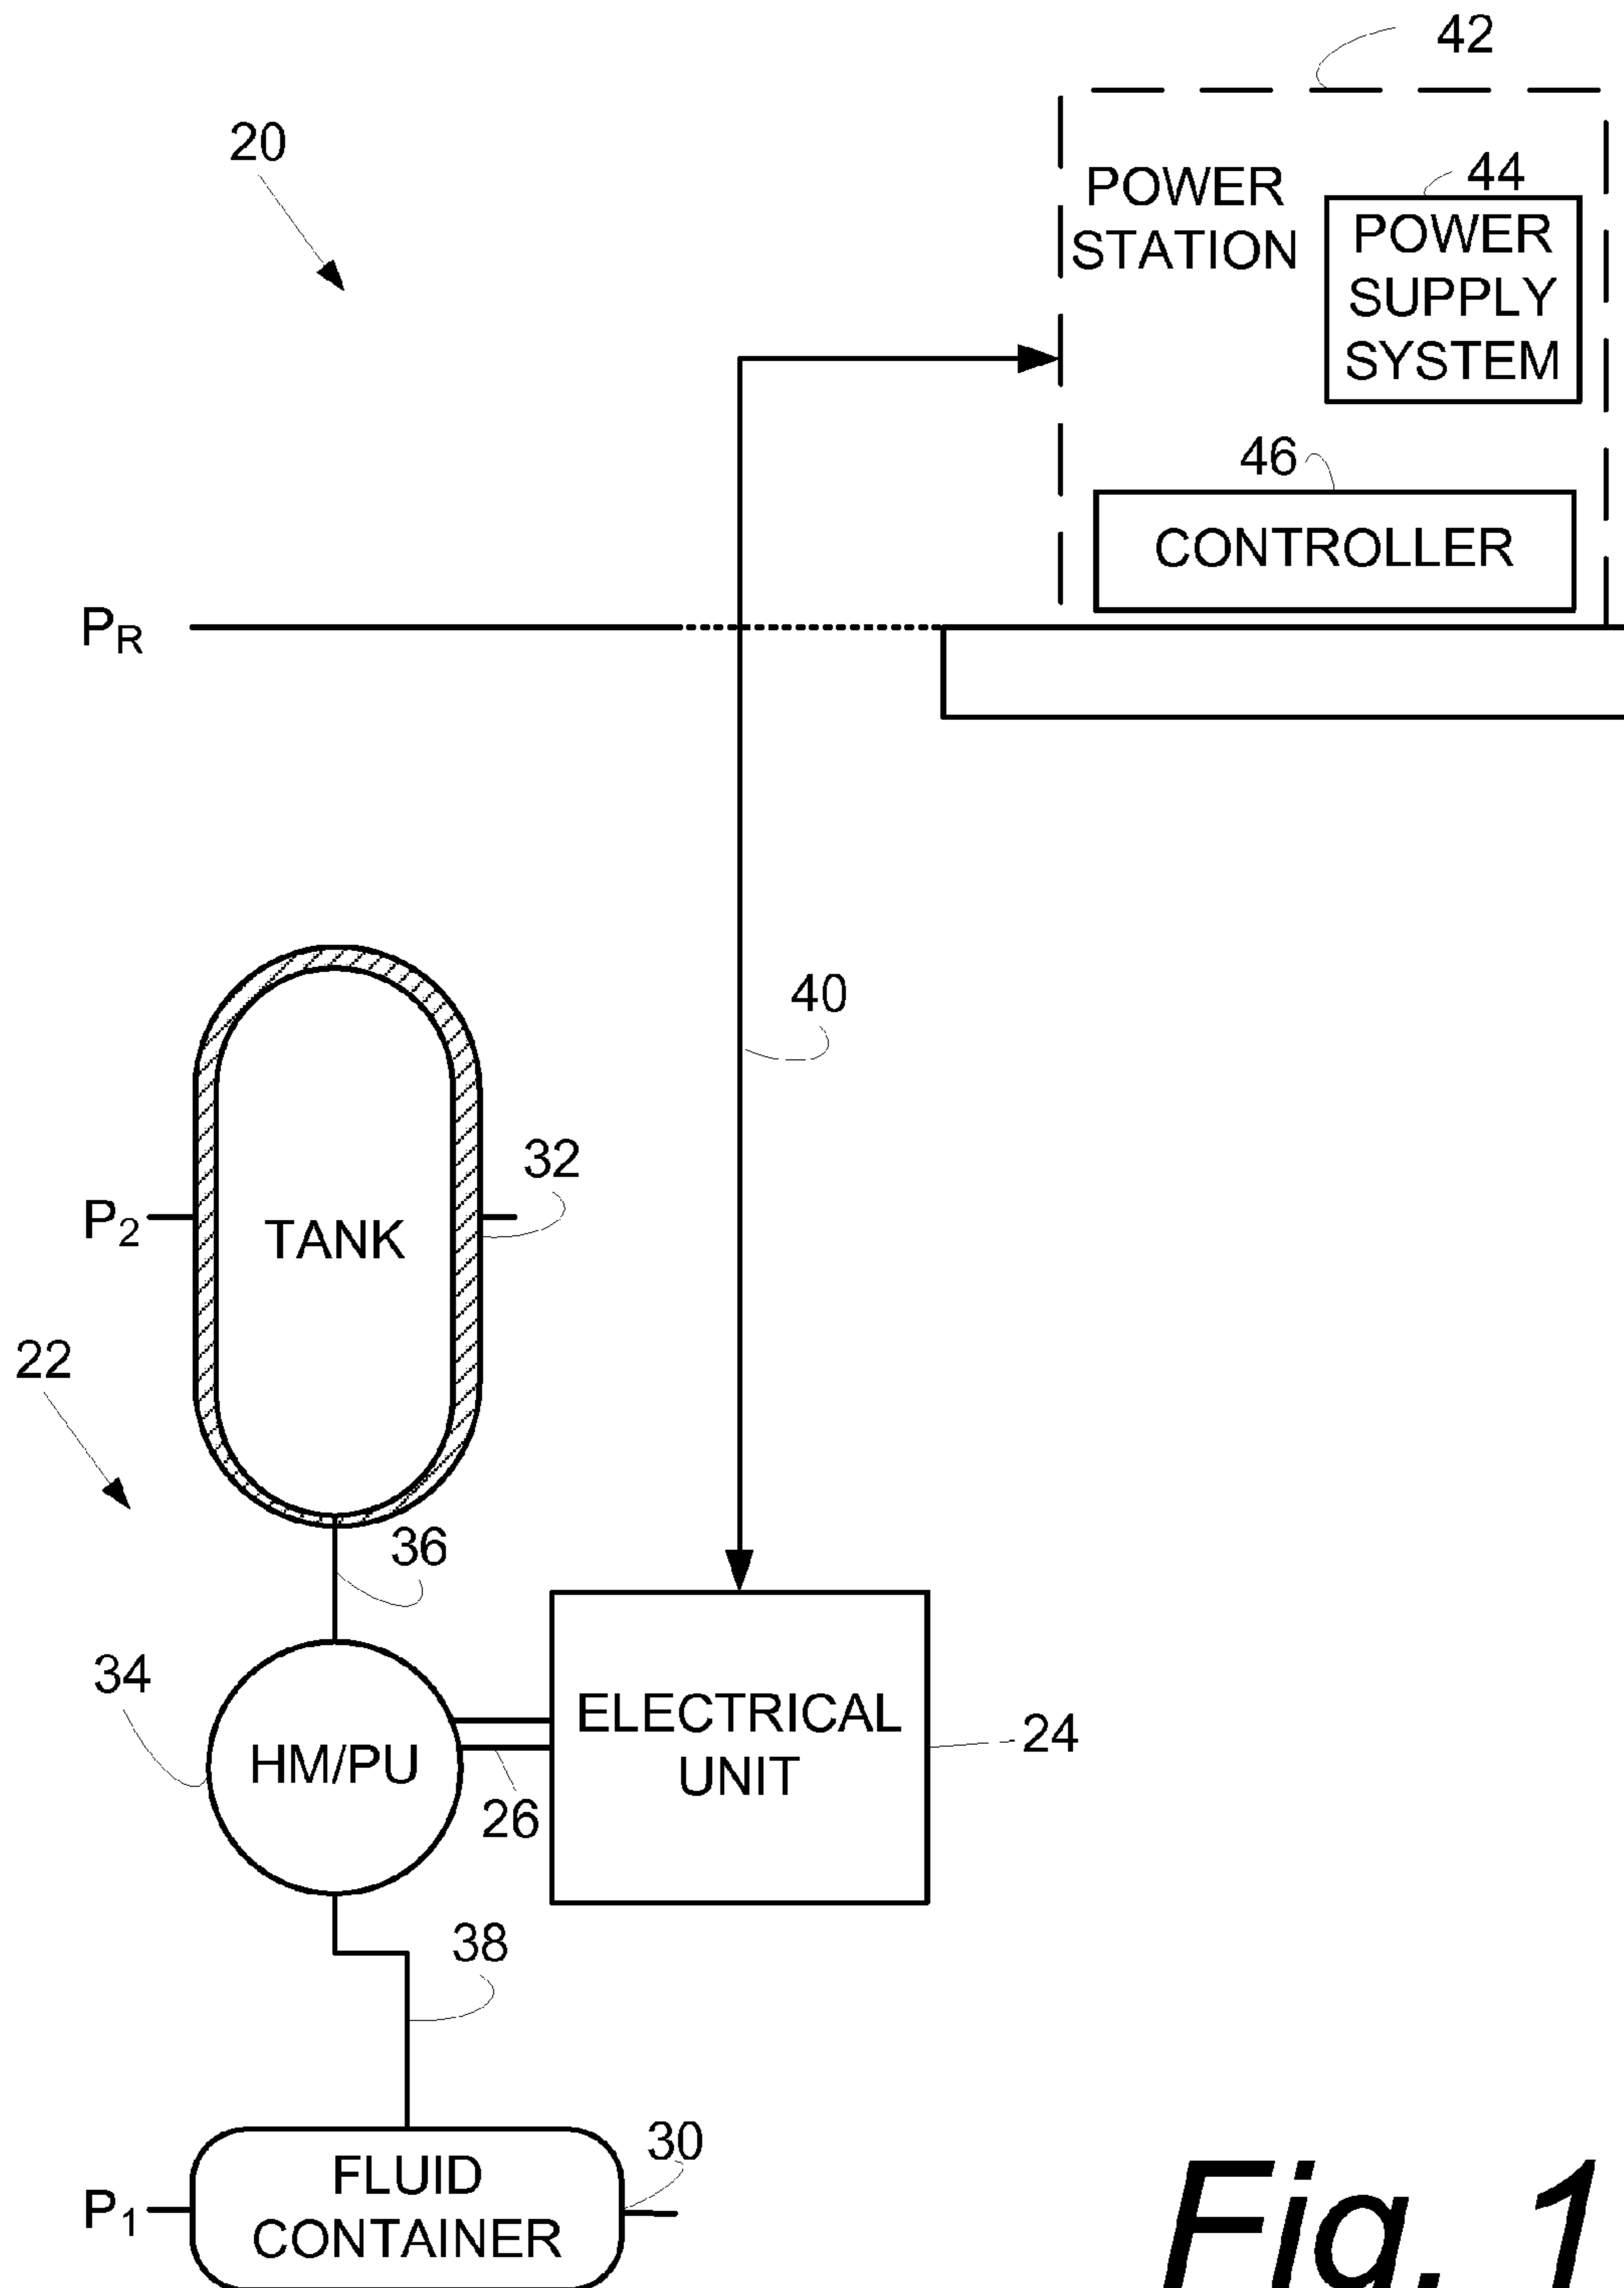 42
20
44
POWER
STATION
POWER
SUPPLY
SYSTEM
46
CONTROLLER
PR
40
32
P2
TANK
22
36
34
ELECTRICAL
UNIT
24
HM/PU
26
38
30
FLUID
CONTAINER
P1
Fig. 1